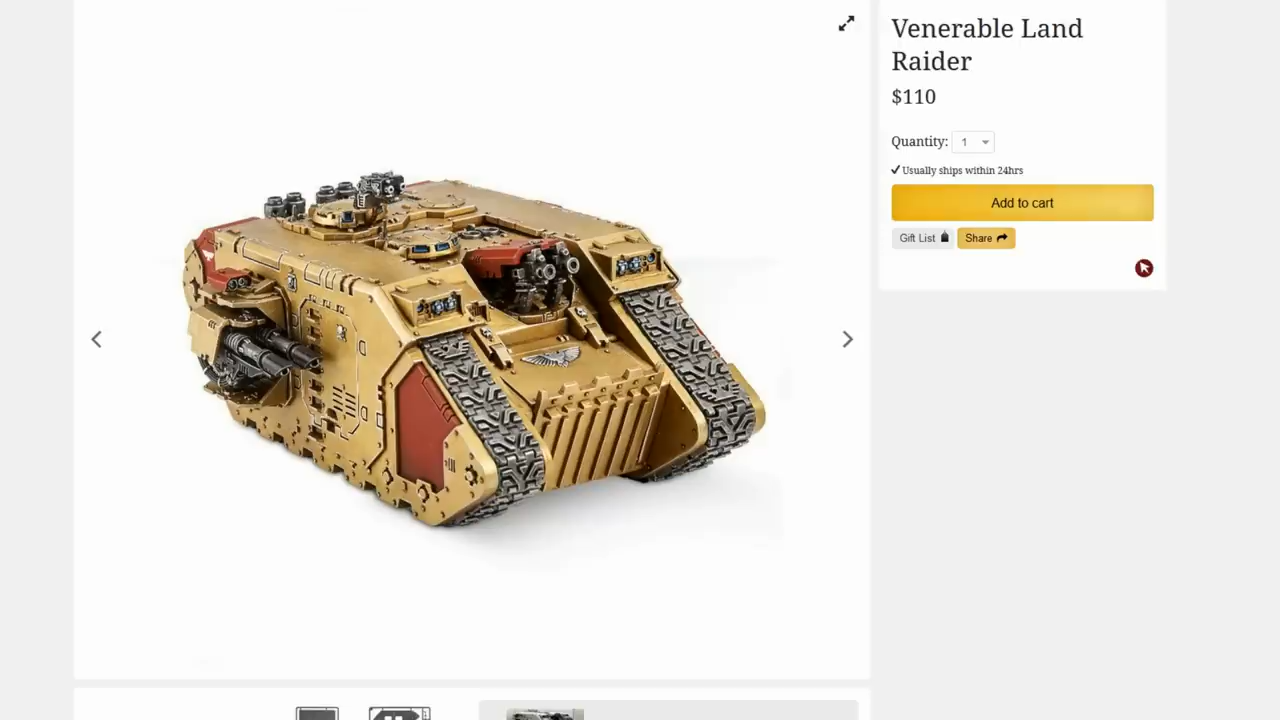 Venerable Land
Raider
$110
Quantity: 1
Usually ships within 24hrs
Add to cart
Gift List
Share